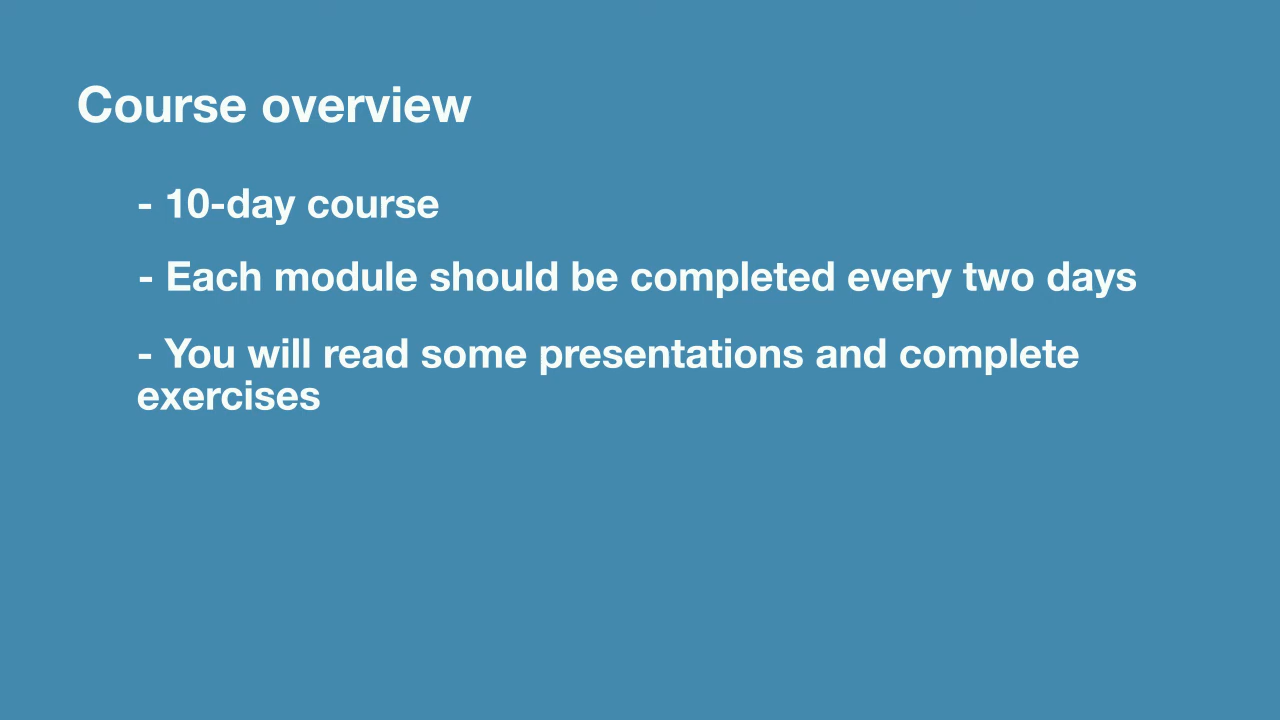 Course overview
- 10-day course
- Each module should be completed every two days
- You will read some presentations and complete
exercises